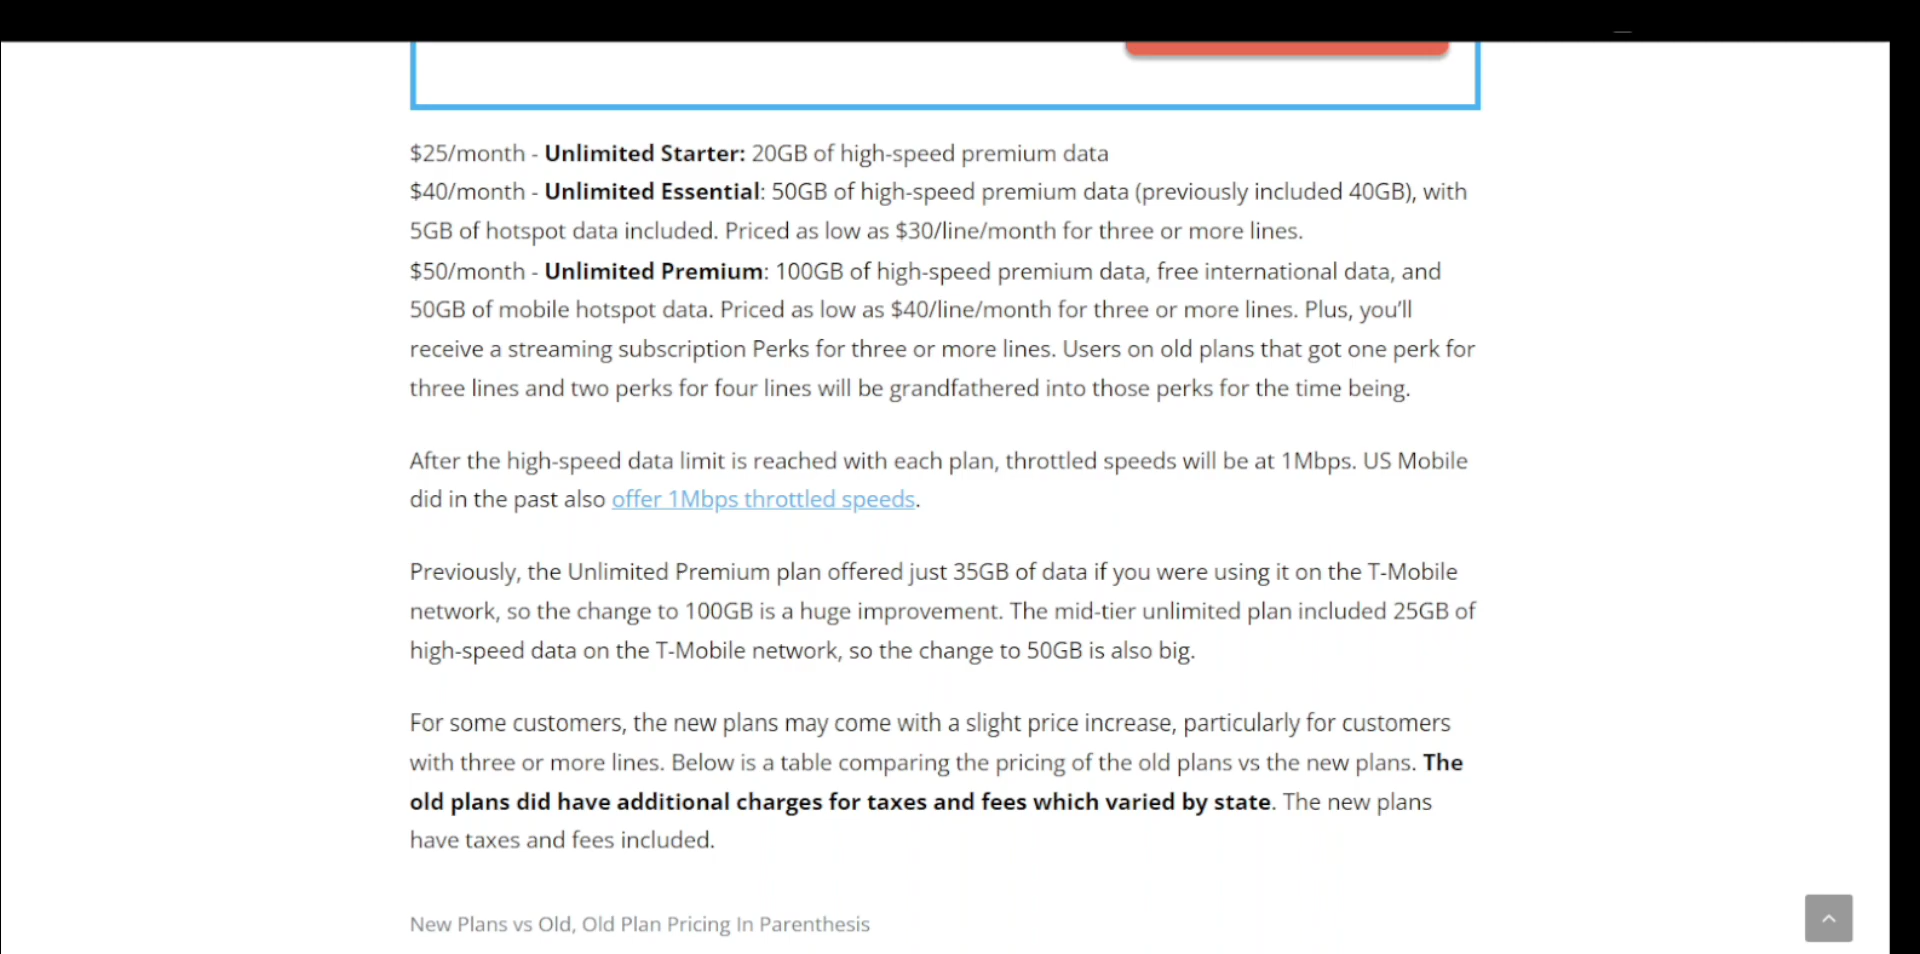 $25/month - Unlimited Starter: 20GB of high-speed premium data
$40/month - Unlimited Essential: 50GB of high-speed premium data (previously included 40GB), with
5GB of hotspot data included. Priced as low as $30/line/month for three or more lines.
$50/month - Unlimited Premium: 100GB of high-speed premium data, free international data, and
50GB of mobile hotspot data. Priced as low as $40/line/month for three or more lines. Plus, you’ll
receive a streaming subscription Perks for three or more lines. Users on old plans that got one perk for
three lines and two perks for four lines will be grandfathered into those perks for the time being.
After the high-speed data limit is reached with each plan, throttled speeds will be at 1Mbps. US Mobile
did in the past also offer 1Mbps throttled speeds.
Previously, the Unlimited Premium plan offered just 35GB of data if you were using it on the T-Mobile
network, so the change to 100GB is a huge improvement. The mid-tier unlimited plan included 25GB of
high-speed data on the T-Mobile network, so the change to 50GB is also big.
For some customers, the new plans may come with a slight price increase, particularly for customers
with three or more lines. Below is a table comparing the pricing of the old plans vs the new plans. The
old plans did have additional charges for taxes and fees which varied by state. The new plans
have taxes and fees included.
New Plans vs Old, Old Plan Pricing In Parenthesis